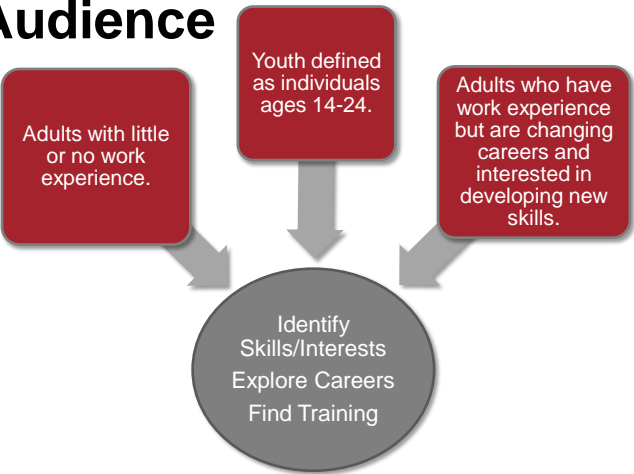 Audience
Adults with little
or no work
experience.
Youth defined
as individuals
ages 14-24.
Adults who have
work experience
but are changing
careers and
interested in
developing new
skills.
Identify
Skills/Interests
Explore Careers
Find Training